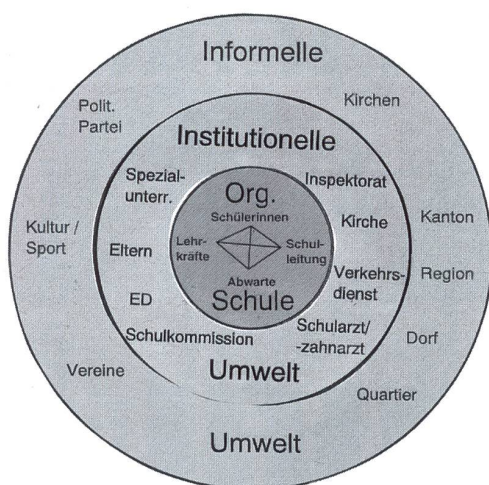 Informelle
Polit.
Partei
Kirchen
Institutionelle
Spezial-
unterr.
Org.
Inspektorat
Schülerinnen
Kultur /
Sport
Eltern
Lehr-
kräfte
Schul-
leitung
Kirche
Kanton
Verkehrs-
dienst
Region
Abwarte
Schule
ED
Schulkommission
Schularzt/
-zahnarzt
Dorf
Vereine
Umwelt
Quartier
Umwelt